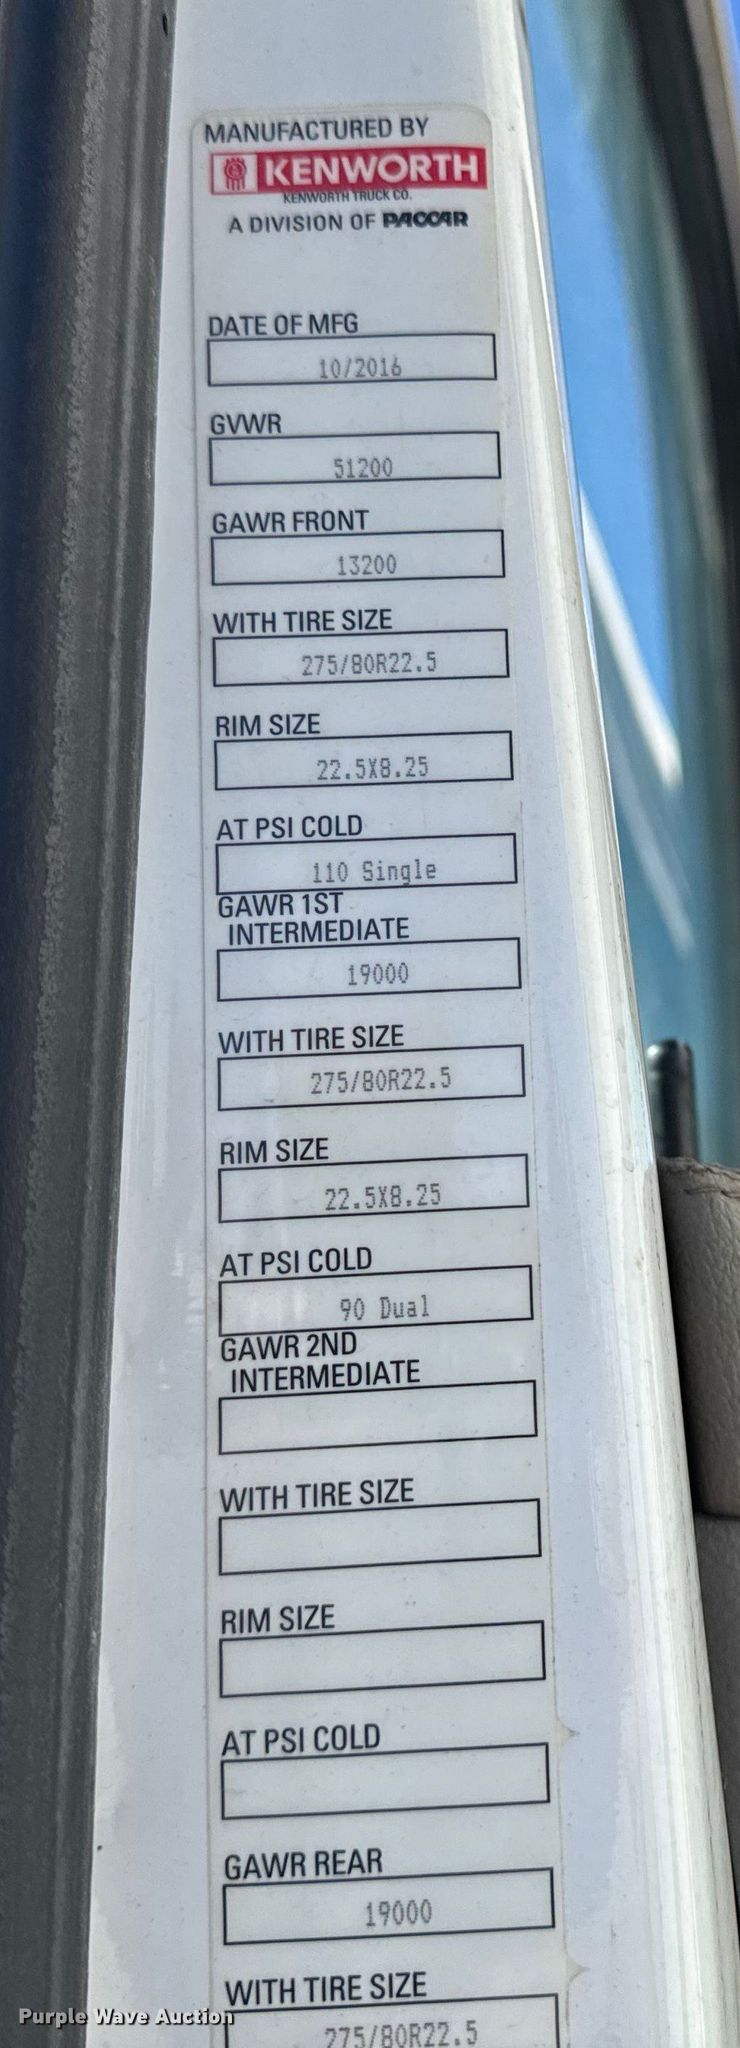 MANUFACTURED BY
KENWORTH
KENWORTH TRUCK CO.
A DIVISION OF PACCAR
DATE OF MFG
10/2016
GVWR
51200
GAWR FRONT
13200
WITH TIRE SIZE
275/80R22.5
RIM SIZE
22.5X8.25
AT PSI COLD
110 Single
GAWR 1ST
INTERMEDIATE
19000
WITH TIRE SIZE
275/80R22.5
RIM SIZE
22.5X8.25
AT PSI COLD
90 Dual
GAWR 2ND
INTERMEDIATE
WITH TIRE SIZE
RIM SIZE
AT PSI COLD
GAWR REAR
19000
WITH TIRE SIZE
275/80R22.5
Purple Wave Auction